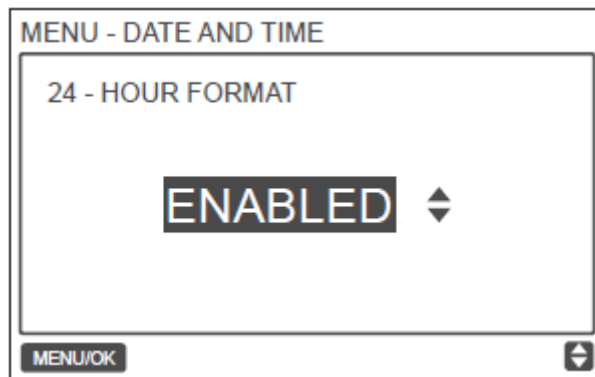 MENU - DATE AND TIME
24 - HOUR FORMAT
ENABLED
MENU/OK